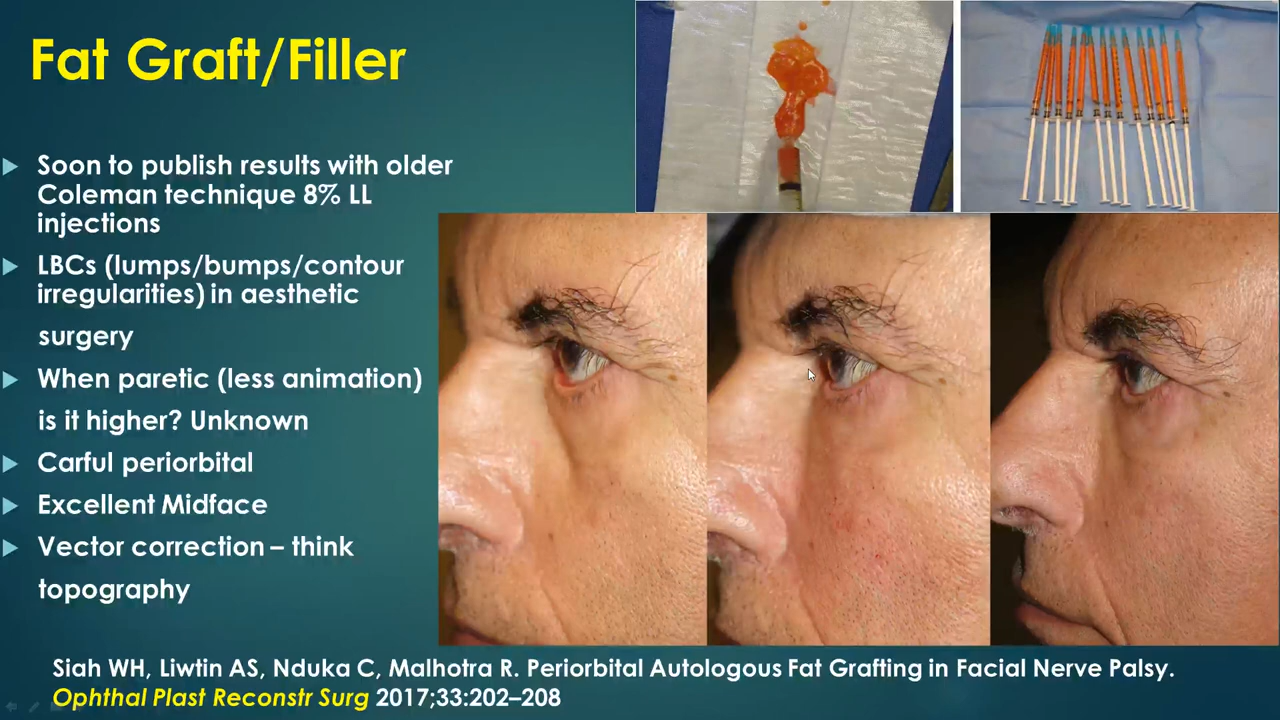 Fat Graft/Filler
Soon to publish results with older
Coleman technique 8% LL
injections
LBCs (lumps/bumps/contour
irregularities) in aesthetic
surgery
When paretic (less animation)
is it higher? Unknown
Carful periorbital
Excellent Midface
Vector correction – think
topography
Siah WH, Liwtin AS, Nduka C, Malhotra R. Periorbital Autologous Fat Grafting in Facial Nerve Palsy.
Ophthal Plast Reconstr Surg 2017;33:202–208